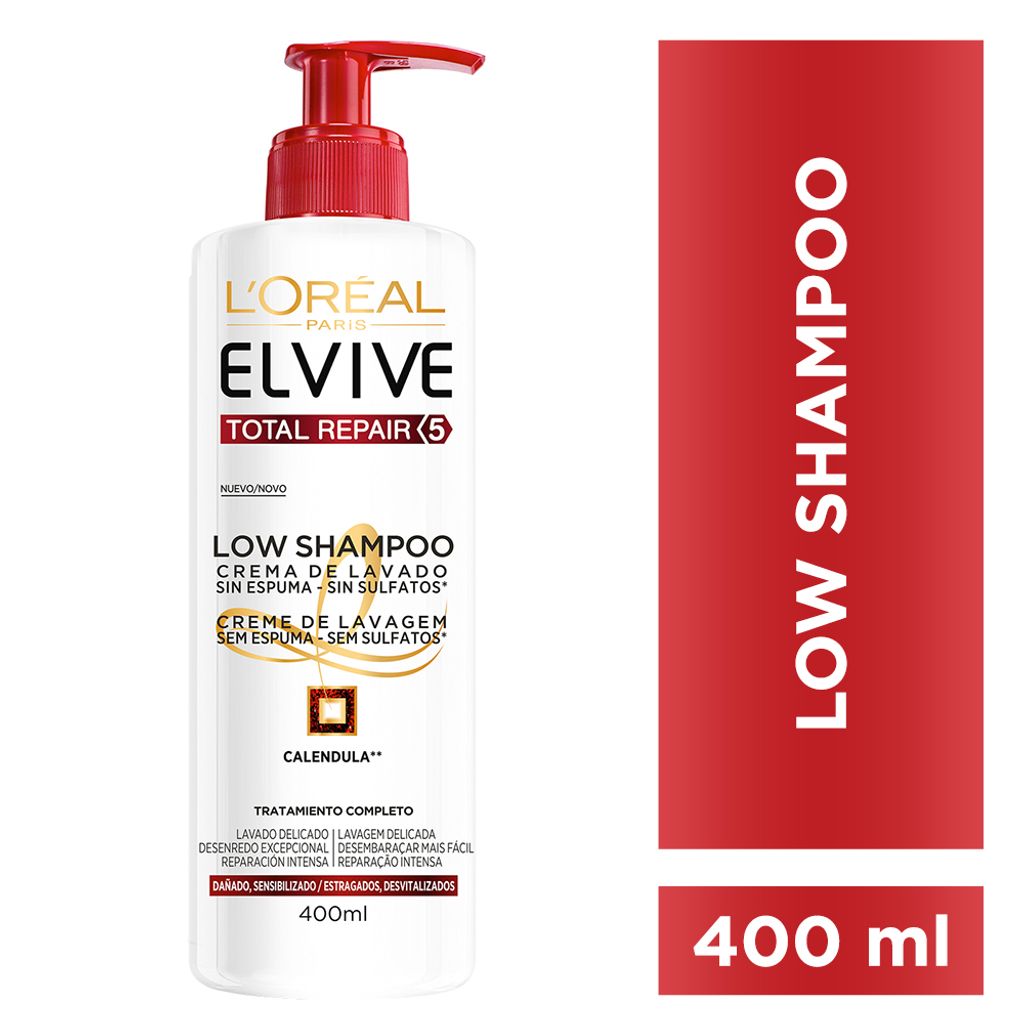 L'ORÉAL
PARIS
ELVIVE
TOTAL REPAIR 5
NUEVO/NOVO
LOW SHAMPOO
CREMA DE LAVADO
SIN ESPUMA - SIN SULFATOS*
CREME DE LAVAGEM
SEM ESPUMA - SEM SULFATOS*
CALENDULA**
TRATAMIENTO COMPLETO
LAVADO DELICADO | LAVAGEM DELICADA
DESENREDO EXCEPCIONAL | DESEMBARAÇAR MAIS FÁCIL
REPARACIÓN INTENSA | REPARAÇÃO INTENSA
DAÑADO, SENSIBILIZADO / ESTRAGADOS, DESVITALIZADOS
400ml
LOW SHAMPOO
400 ml